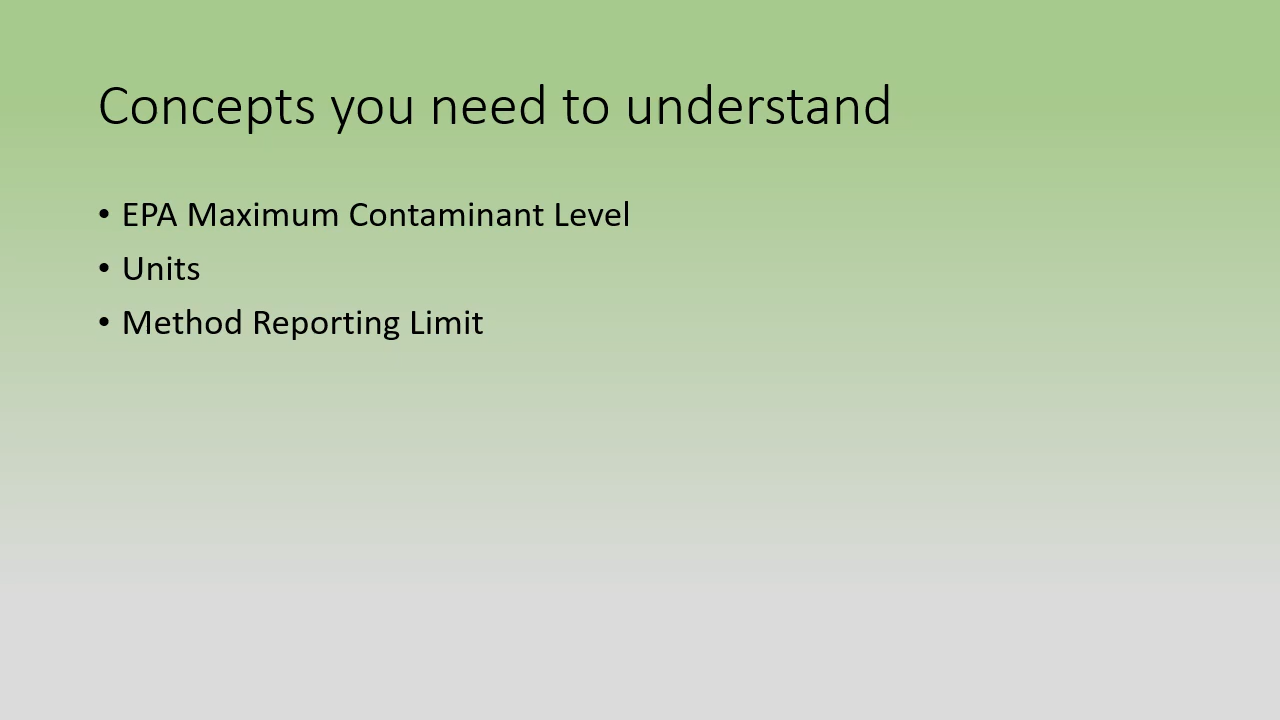 Concepts you need to understand
• EPA Maximum Contaminant Level
• Units
• Method Reporting Limit